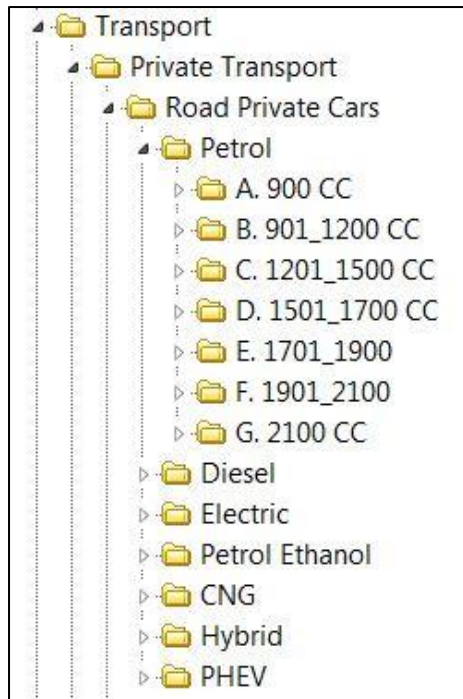 Transport
Private Transport
Road Private Cars
Petrol
A. 900 CC
B. 901_1200 CC
C. 1201_1500 CC
D. 1501_1700 CC
E. 1701_1900
F. 1901_2100
G. 2100 CC
Diesel
Electric
Petrol Ethanol
CNG
Hybrid
PHEV